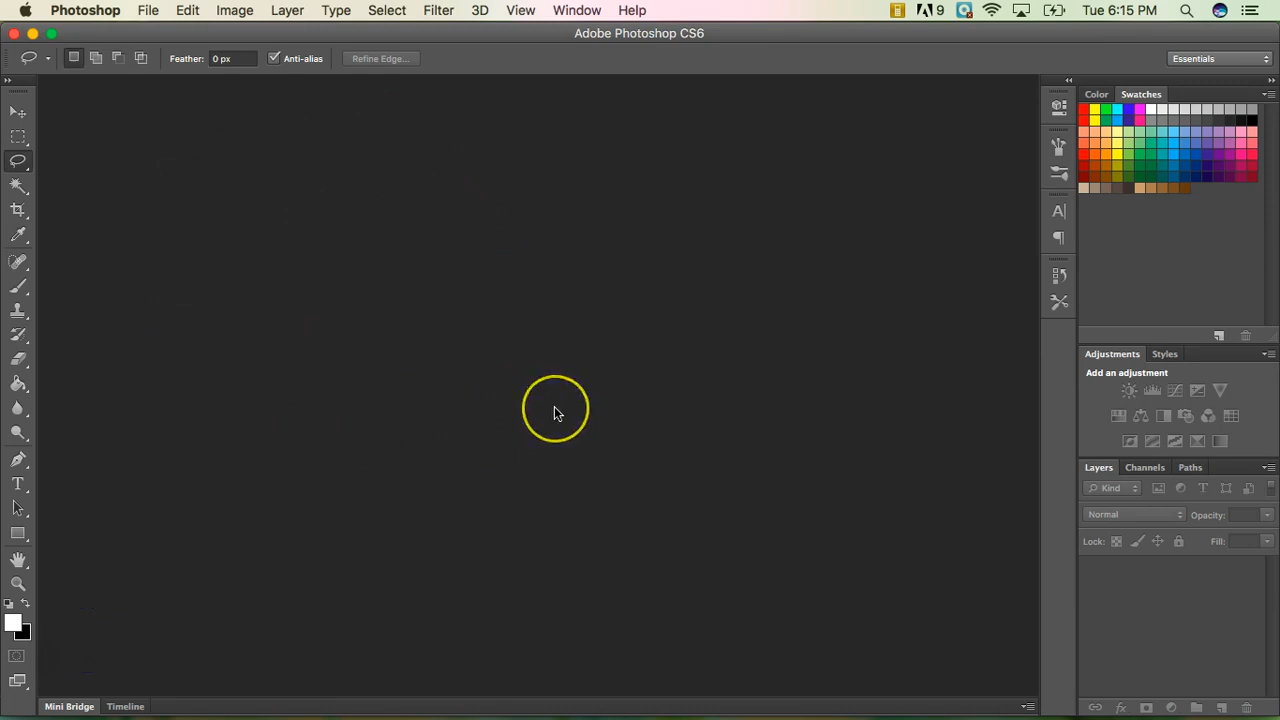 Photoshop File Edit Image Layer Type Select Filter 3D View Window Help 9 Tue 6:15 PM
Adobe Photoshop CS6
Feather: 0 px Anti-alias Refine Edge... Essentials
Color Swatches
Adjustments Styles
Add an adjustment
Layers Channels Paths
Kind
Normal Opacity:
Lock: Fill:
Mini Bridge Timeline